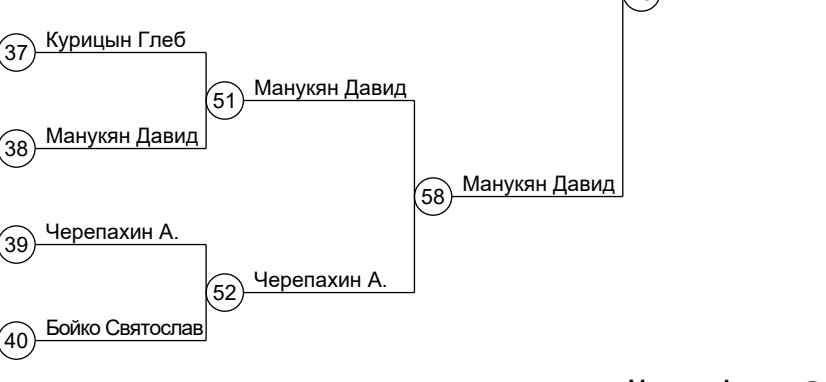 37 Курицын Глеб
51 Манукян Давид
38 Манукян Давид
58 Манукян Давид
39 Черепахин А.
52 Черепахин А.
40 Бойко Святослав